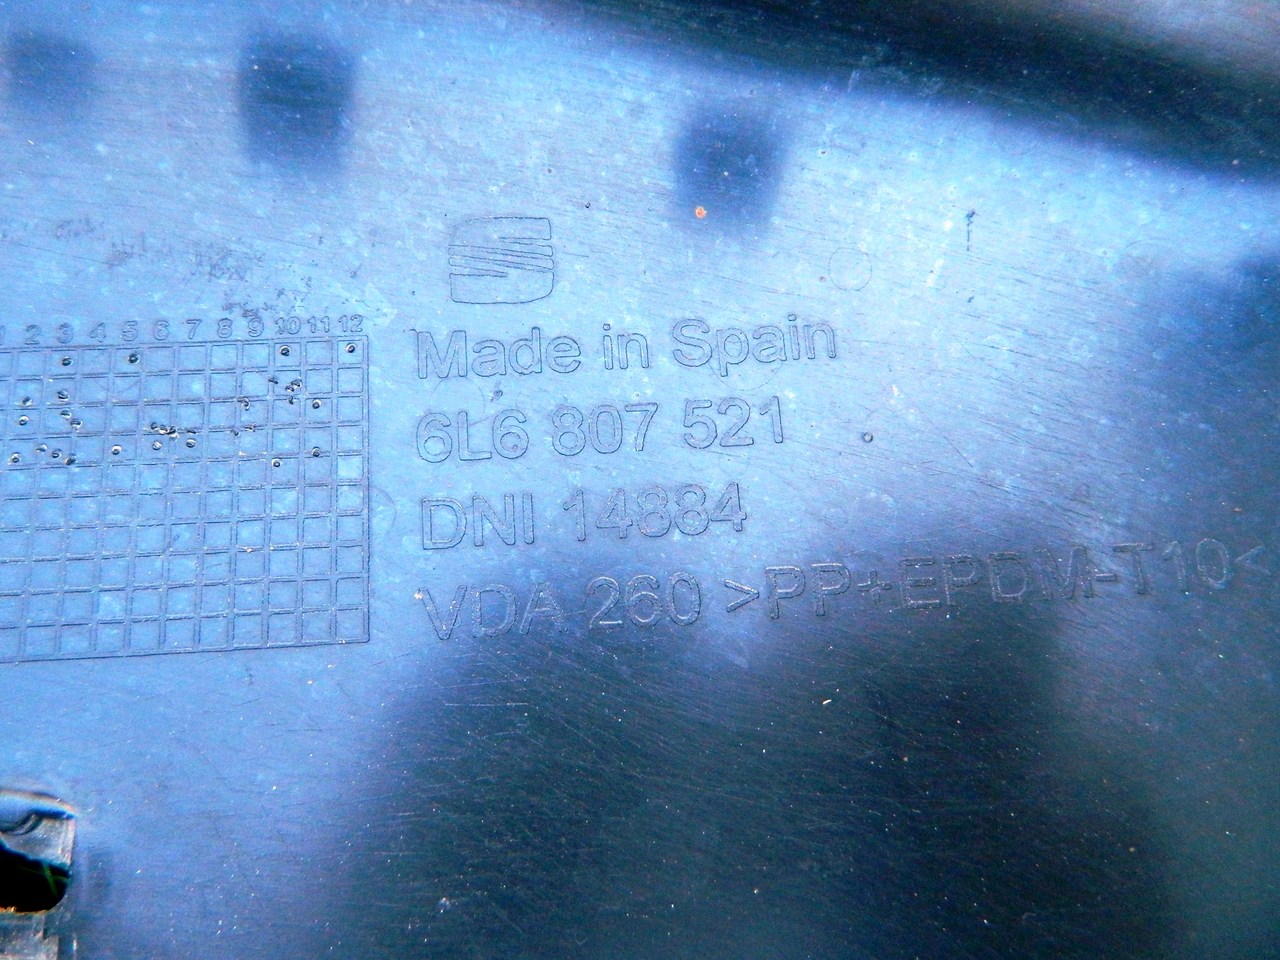 1 2 3 4 5 6 7 8 9 10 11 12
Made in Spain
6L6 807 521
DNI 14884
VDA 260 >PP+EPDM-T10<